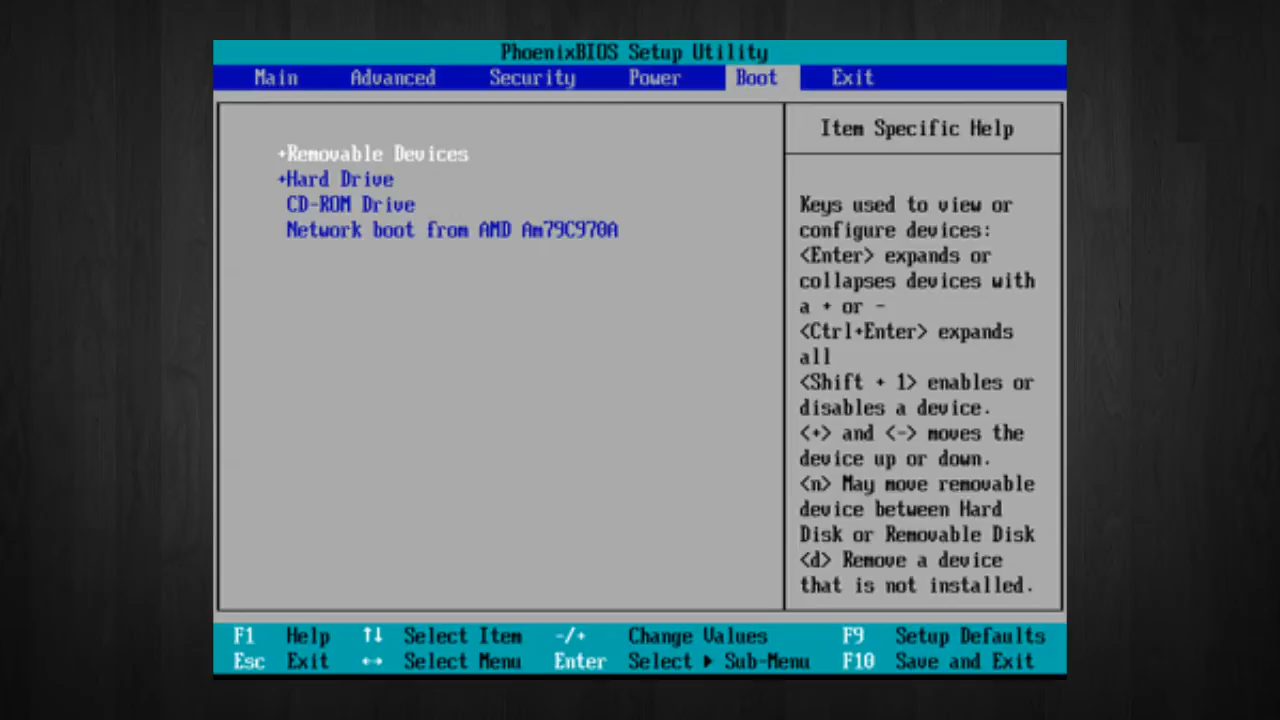 PhoenixBIOS Setup Utility
Main Advanced Security Power Boot Exit
+Removable Devices
+Hard Drive
CD-ROM Drive
Network boot from AMD Am79C970A
Item Specific Help
Keys used to view or
configure devices:
<Enter> expands or
collapses devices with
a + or -
<Ctrl+Enter> expands
all
<Shift + 1> enables or
disables a device.
<+> and <-> moves the
device up or down.
<n> May move removable
device between Hard
Disk or Removable Disk
<d> Remove a device
that is not installed.
F1 Help ↑↓ Select Item -/+ Change Values F9 Setup Defaults
Esc Exit ↔ Select Menu Enter Select ▶ Sub-Menu F10 Save and Exit